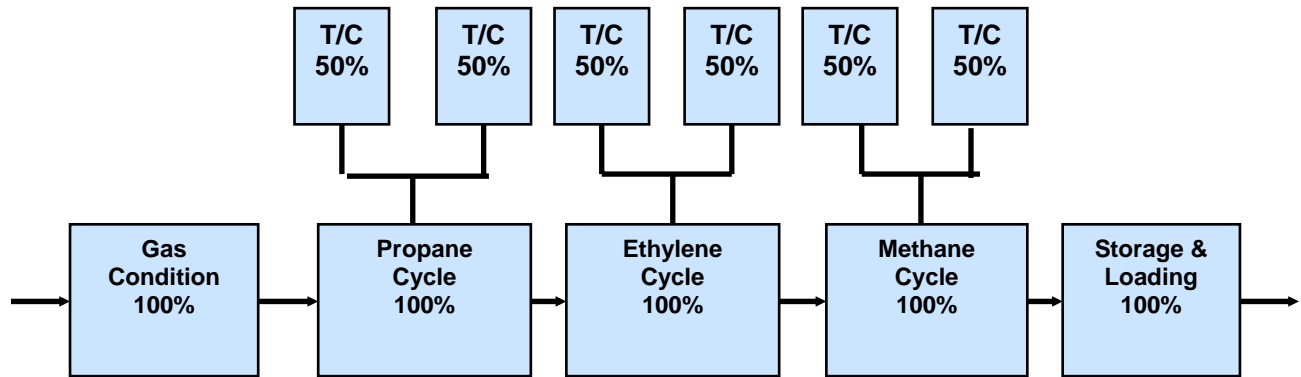 T/C
50%
T/C
50%
T/C
50%
T/C
50%
T/C
50%
T/C
50%
Gas
Condition
100%
Propane
Cycle
100%
Ethylene
Cycle
100%
Methane
Cycle
100%
Storage &
Loading
100%